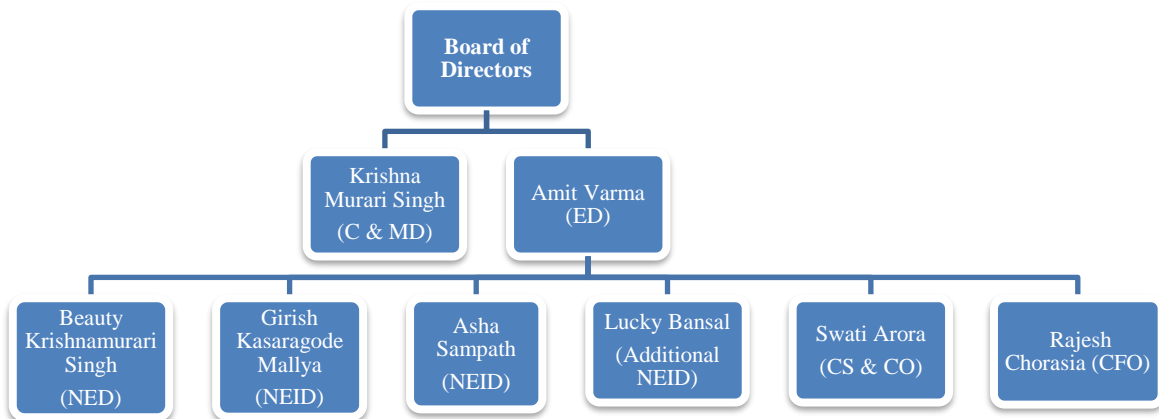 Board of
Directors
Krishna
Murari Singh
(C & MD)
Amit Varma
(ED)
Beauty
Krishnamurari
Singh
(NED)
Girish
Kasaragode
Mallya
(NEID)
Asha
Sampath
(NEID)
Lucky Bansal
(Additional
NEID)
Swati Arora
(CS & CO)
Rajesh
Chorasia (CFO)